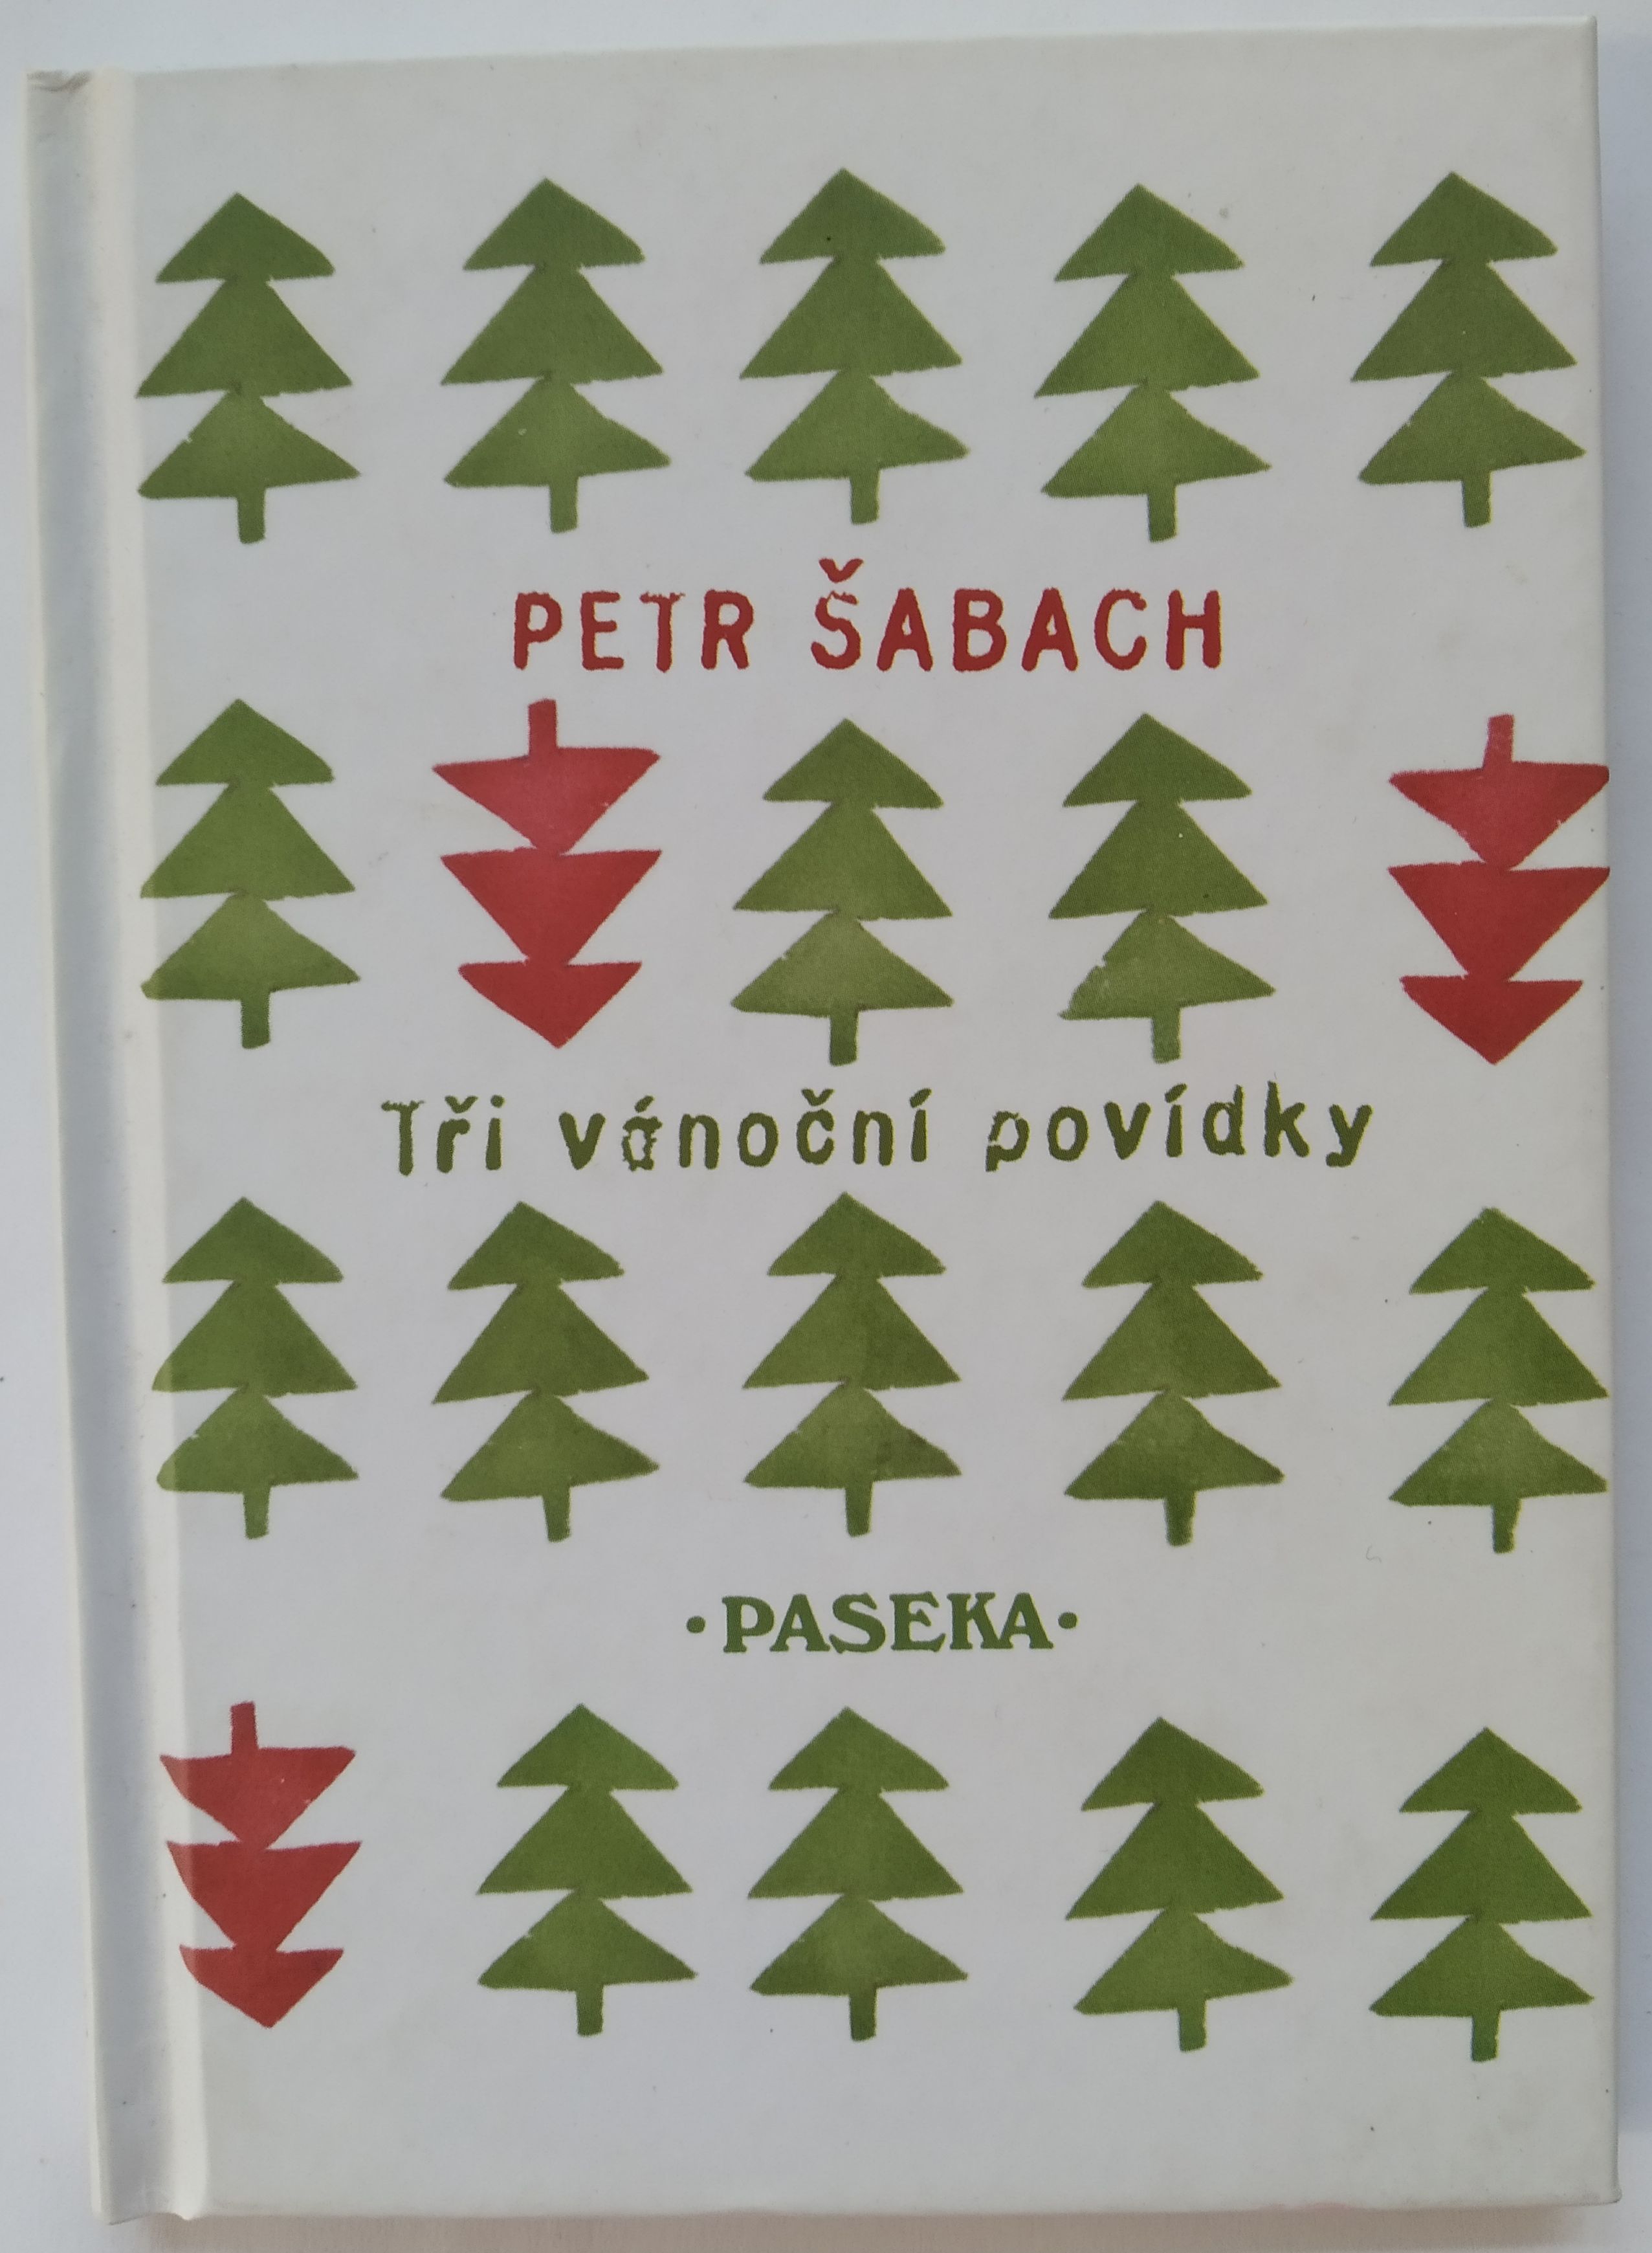 PETR ŠABACH
Tři vánoční povídky
·PASEKA·